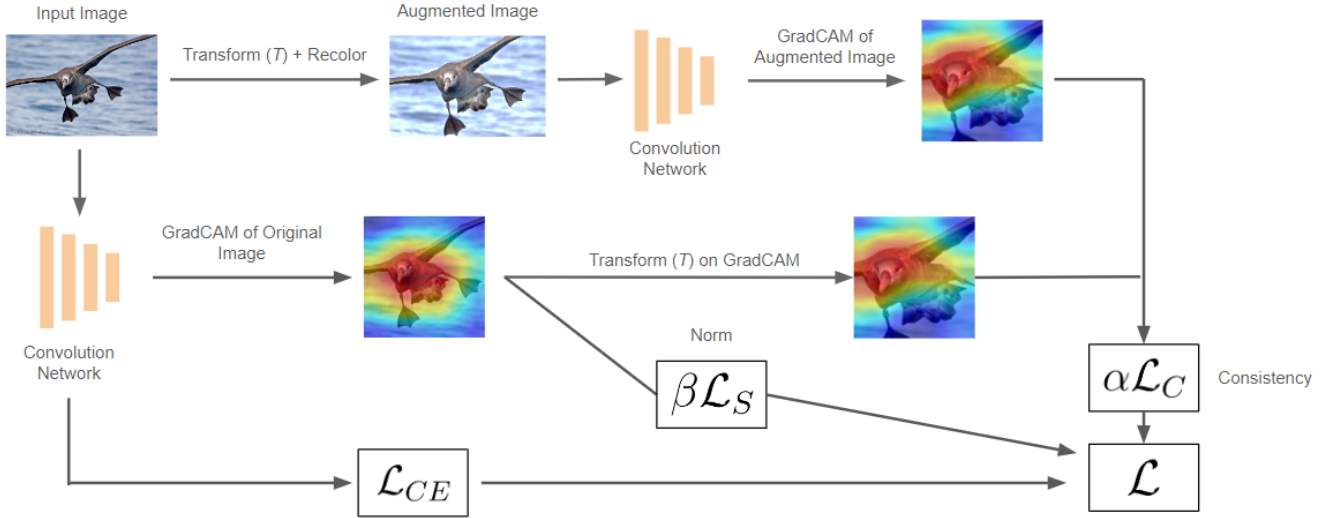 Input Image
Augmented Image
Transform (T) + Recolor
GradCAM of
Augmented Image
Convolution
Network
GradCAM of Original
Image
Transform (T) on GradCAM
Convolution
Network
Norm
βℒ_S
αℒ_C
Consistency
ℒ_CE
ℒ